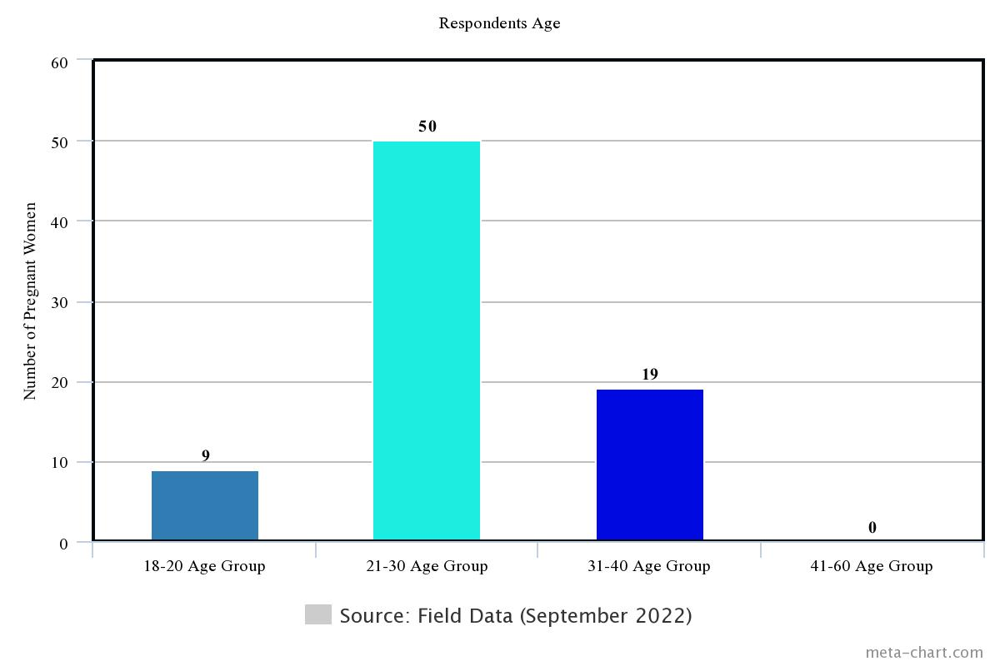 Respondents Age
60
50
40
30
20
10
0
Number of Pregnant Women
9
50
19
0
18-20 Age Group
21-30 Age Group
31-40 Age Group
41-60 Age Group
Source: Field Data (September 2022)
meta-chart.com